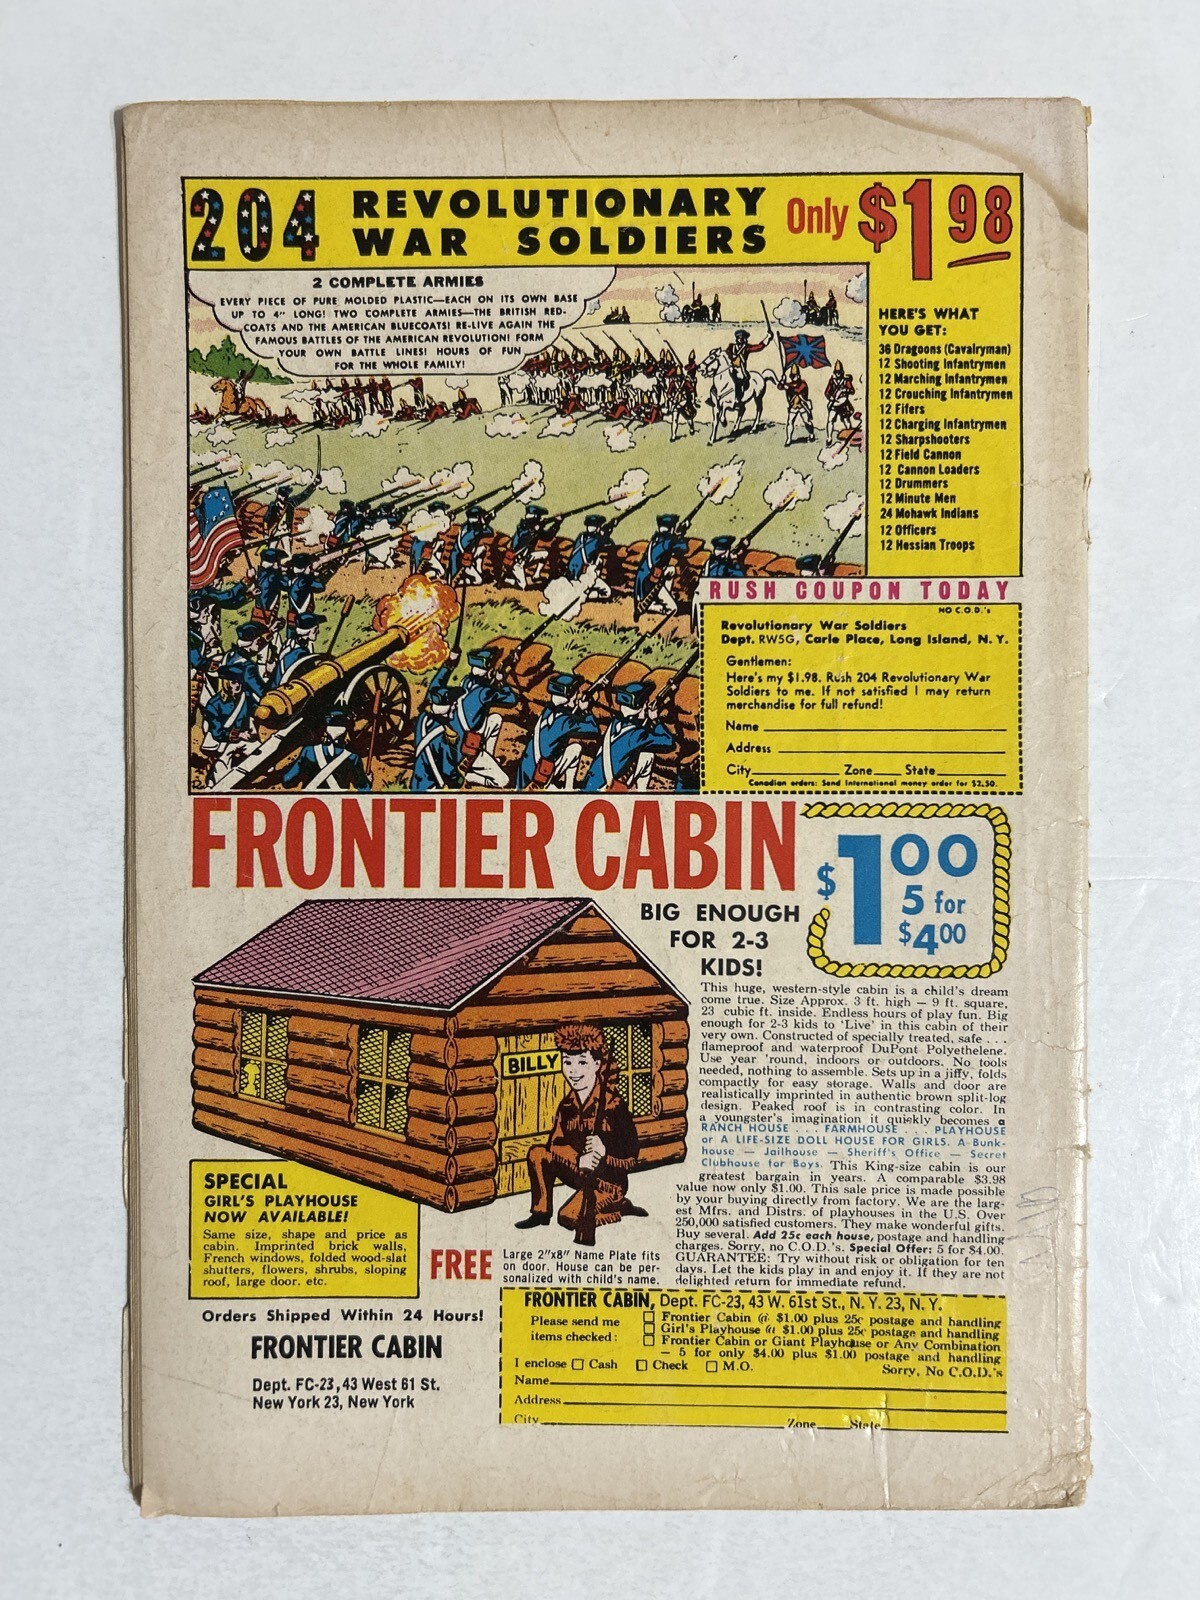 204 REVOLUTIONARY
WAR SOLDIERS
Only $1 98
2 COMPLETE ARMIES
EVERY PIECE OF PURE MOLDED PLASTIC—EACH ON ITS OWN BASE
UP TO 4" LONG! TWO COMPLETE ARMIES—THE BRITISH RED-
COATS AND THE AMERICAN BLUECOATS! RE-LIVE AGAIN THE
FAMOUS BATTLES OF THE AMERICAN REVOLUTION! FORM
YOUR OWN BATTLE LINES! HOURS OF FUN
FOR THE WHOLE FAMILY!
HERE'S WHAT
YOU GET:
36 Dragoons (Cavalryman)
12 Shooting Infantrymen
12 Marching Infantrymen
12 Crouching Infantrymen
12 Fifers
12 Charging Infantrymen
12 Sharpshooters
12 Field Cannon
12 Cannon Loaders
12 Drummers
12 Minute Men
24 Mohawk Indians
12 Officers
12 Hessian Troops
RUSH COUPON TODAY
NO C.O.D.'s
Revolutionary War Soldiers
Dept. RW5G, Carle Place, Long Island, N. Y.
Gentlemen:
Here's my $1.98. Rush 204 Revolutionary War
Soldiers to me. If not satisfied I may return
merchandise for full refund!
Name
Address
City Zone State
Canadian orders: Send International money order for $2.50.
FRONTIER CABIN
$1 00
5 for
$4 00
BIG ENOUGH
FOR 2-3
KIDS!
This huge, western-style cabin is a child's dream
come true. Size Approx. 3 ft. high — 9 ft. square,
23 cubic ft. inside. Endless hours of play fun. Big
enough for 2-3 kids to 'Live' in this cabin of their
very own. Constructed of specially treated, safe . . .
flameproof and waterproof DuPont Polyethelene.
Use year 'round, indoors or outdoors. No tools
needed, nothing to assemble. Sets up in a jiffy, folds
compactly for easy storage. Walls and door are
realistically imprinted in authentic brown split-log
design. Peaked roof is in contrasting color. In
a youngster's imagination it quickly becomes a
RANCH HOUSE . . . FARMHOUSE . . . PLAYHOUSE
or A LIFE-SIZE DOLL HOUSE FOR GIRLS. A Bunk-
house — Jailhouse — Sheriff's Office — Secret
Clubhouse for Boys. This King-size cabin is our
greatest bargain in years. A comparable $3.98
value now only $1.00. This sale price is made possible
by your buying directly from factory. We are the larg-
est Mfrs. and Distrs. of playhouses in the U.S. Over
250,000 satisfied customers. They make wonderful gifts.
Buy several. Add 25c each house, postage and handling
charges. Sorry, no C.O.D.'s. Special Offer: 5 for $4.00.
GUARANTEE: Try without risk or obligation for ten
days. Let the kids play in and enjoy it. If they are not
delighted return for immediate refund.
BILLY
SPECIAL
GIRL'S PLAYHOUSE
NOW AVAILABLE!
Same size, shape and price as
cabin. Imprinted brick walls,
French windows, folded wood-slat
shutters, flowers, shrubs, sloping
roof, large door, etc.
FREE
Large 2"x8" Name Plate fits
on door. House can be per-
sonalized with child's name.
Orders Shipped Within 24 Hours!
FRONTIER CABIN
Dept. FC-23, 43 West 61 St.
New York 23, New York
FRONTIER CABIN, Dept. FC-23, 43 W. 61st St., N. Y. 23, N. Y.
Please send me
items checked:
Frontier Cabin @ $1.00 plus 25c postage and handling
Girl's Playhouse @ $1.00 plus 25c postage and handling
Frontier Cabin or Giant Playhouse or Any Combination
— 5 for only $4.00 plus $1.00 postage and handling
I enclose Cash Check M.O.
Sorry, No C.O.D.'s
Name
Address
City Zone State